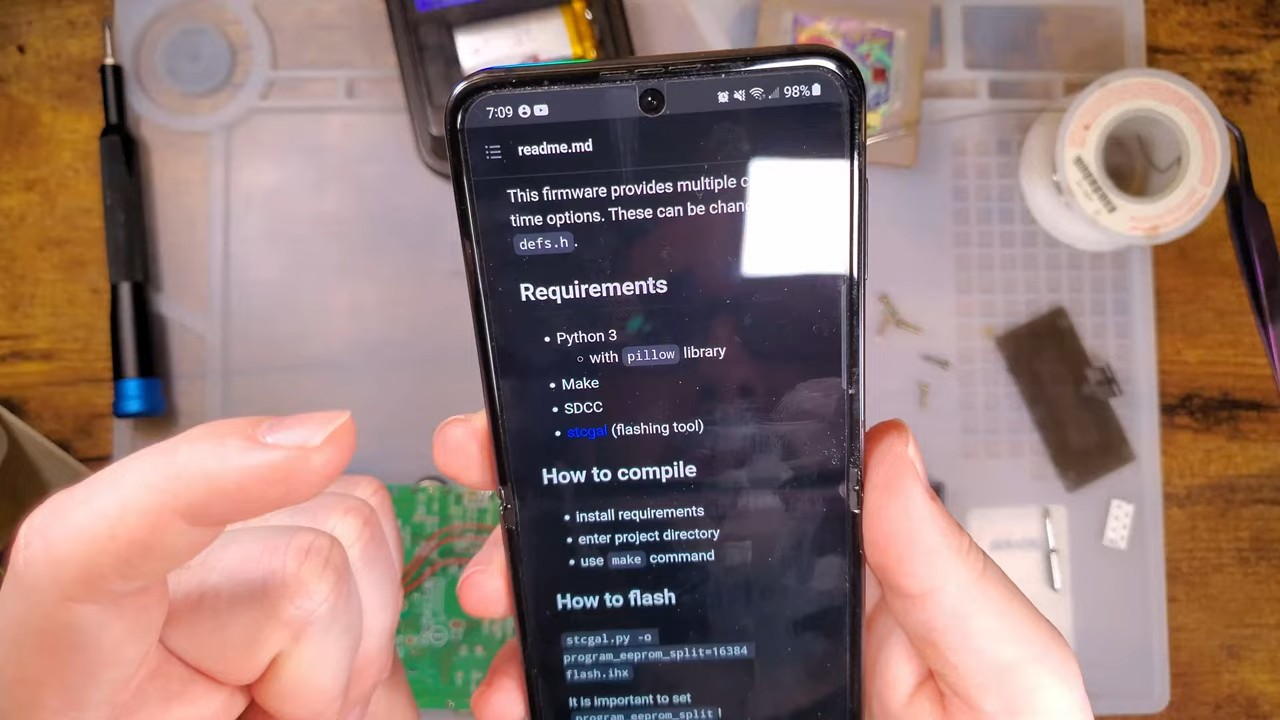 7:09
98%
readme.md
This firmware provides multiple
time options. These can be
defs.h.
Requirements
• Python 3
◦ with pillow library
• Make
• SDCC
• stcgal (flashing tool)
How to compile
• install requirements
• enter project directory
• use make command
How to flash
stcgal.py -o
program_eeprom_split=16384
flash.ihx
It is important to set
program_eeprom_split